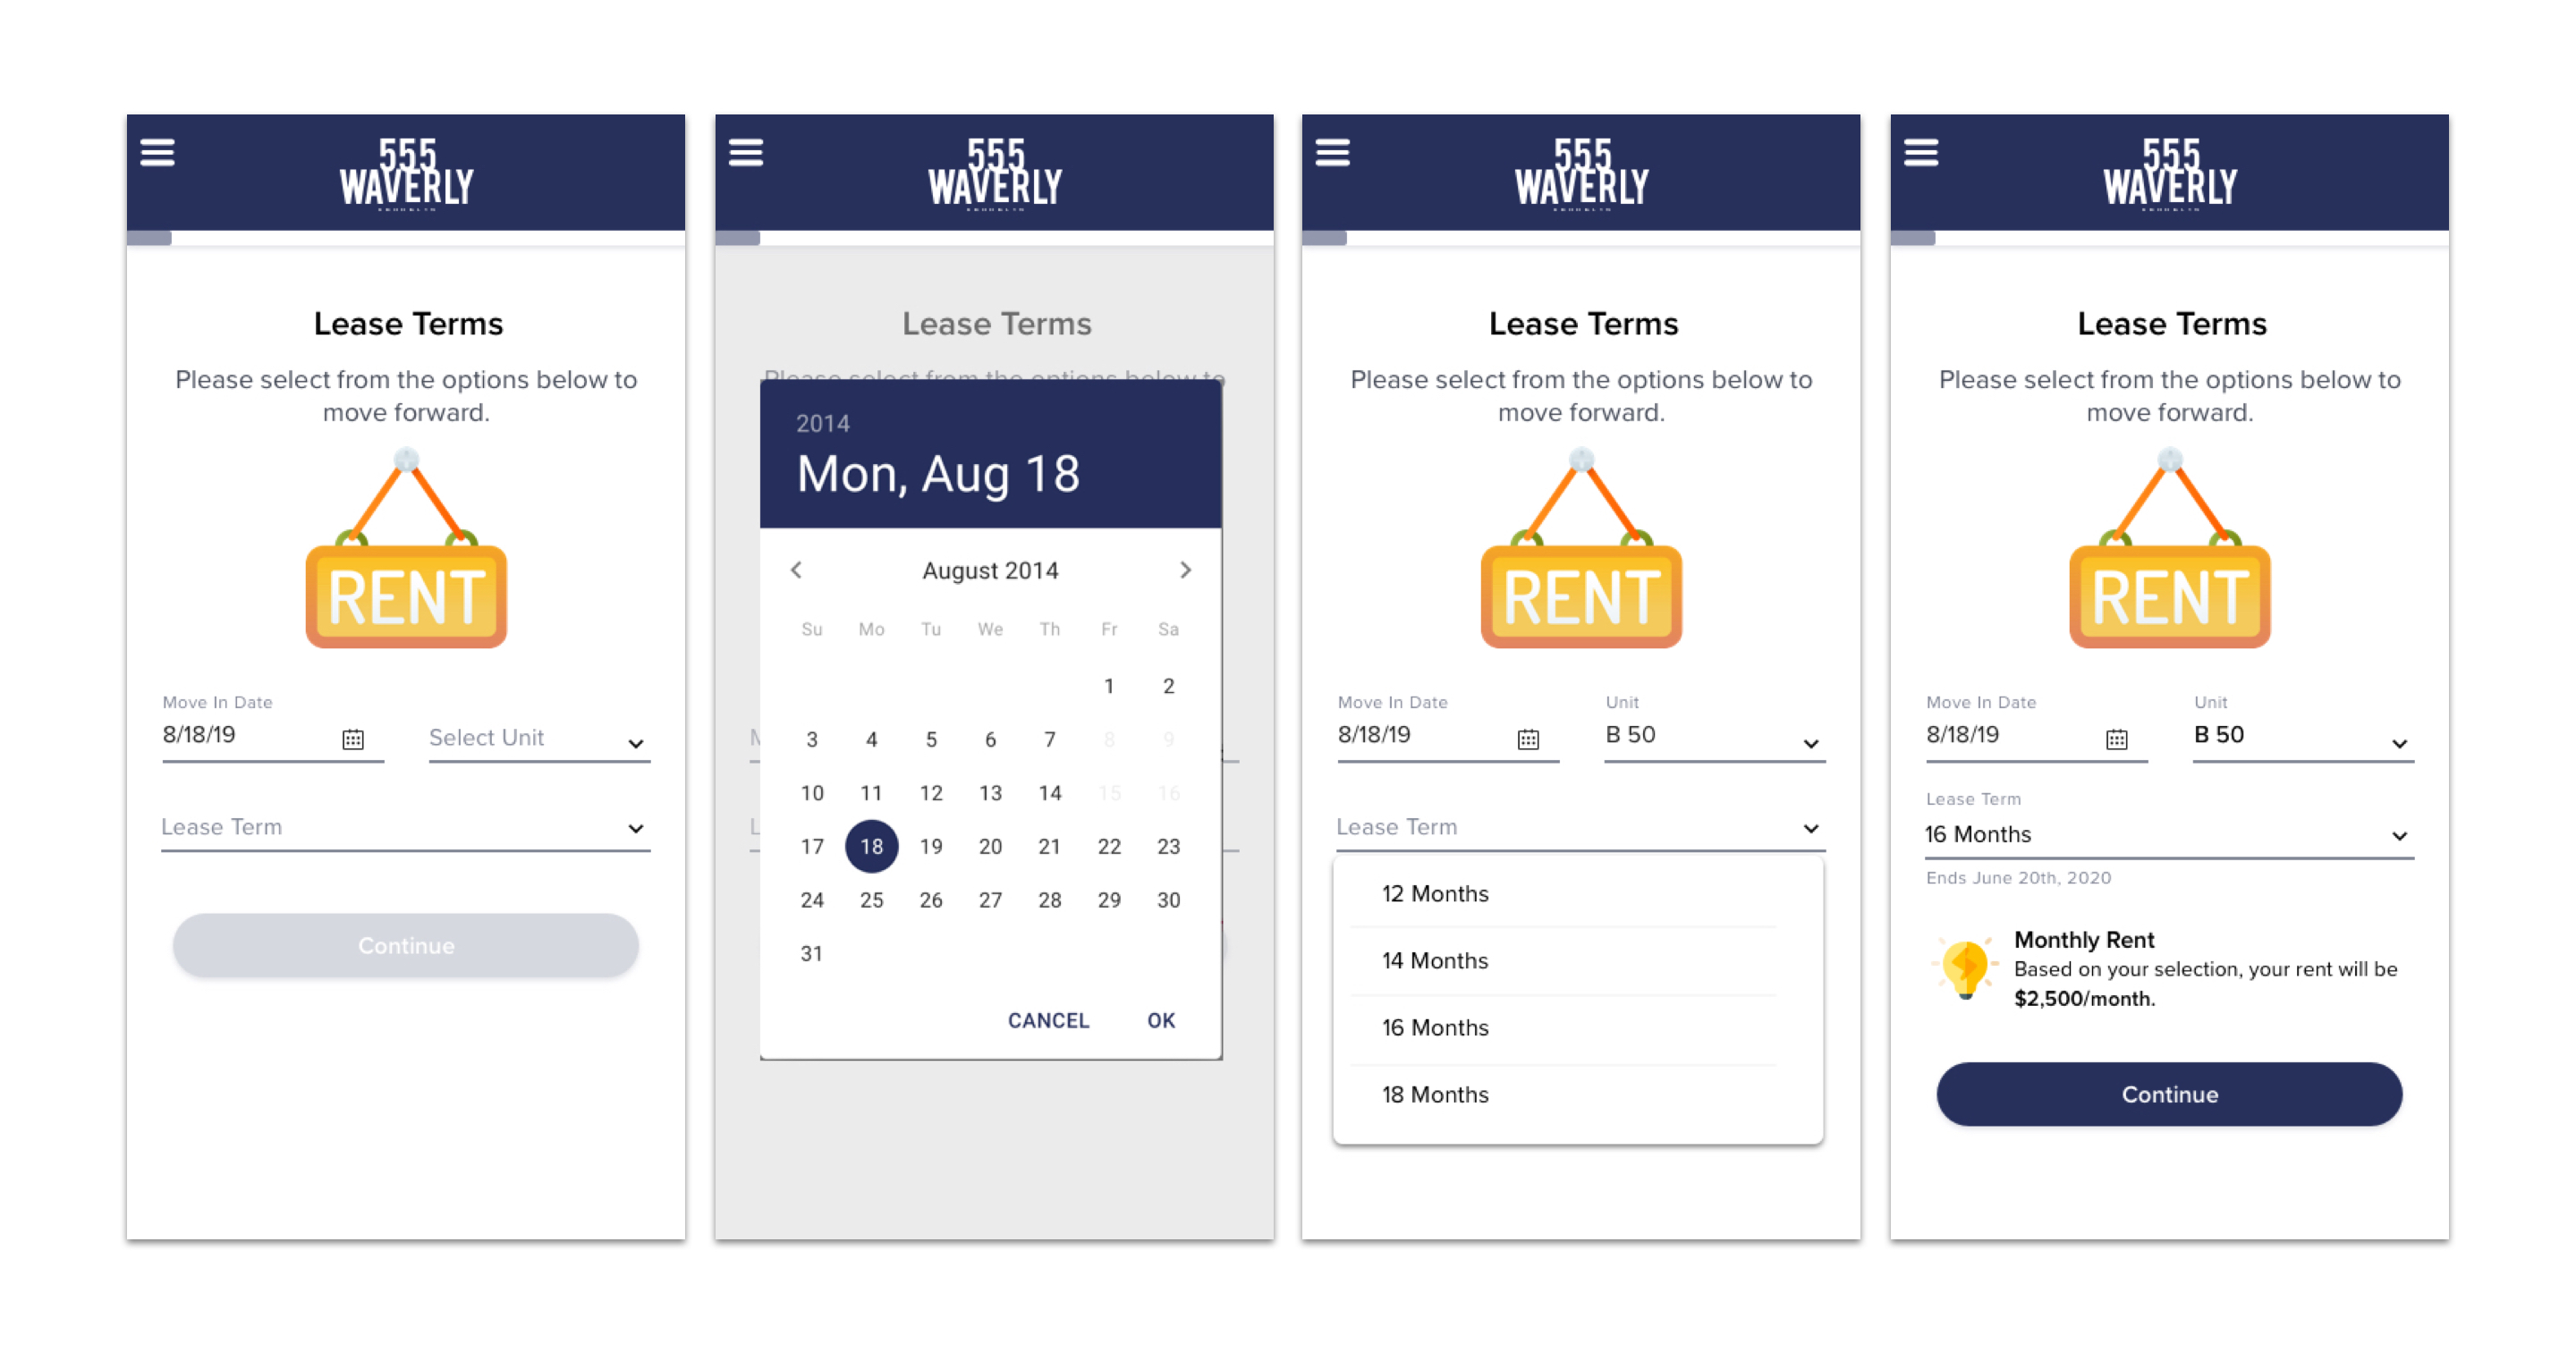 555
WAVERLY
BROOKLYN
Lease Terms
Please select from the options below to
move forward.
RENT
Move In Date
8/18/19
Select Unit
Lease Term
Continue
555
WAVERLY
BROOKLYN
Lease Terms
Please select from the options below to
2014
Mon, Aug 18
August 2014
Su Mo Tu We Th Fr Sa
1 2
3 4 5 6 7 8 9
10 11 12 13 14 15 16
17 18 19 20 21 22 23
24 25 26 27 28 29 30
31
CANCEL OK
555
WAVERLY
BROOKLYN
Lease Terms
Please select from the options below to
move forward.
RENT
Move In Date Unit
8/18/19 B 50
Lease Term
12 Months
14 Months
16 Months
18 Months
555
WAVERLY
BROOKLYN
Lease Terms
Please select from the options below to
move forward.
RENT
Move In Date Unit
8/18/19 B 50
Lease Term
16 Months
Ends June 20th, 2020
Monthly Rent
Based on your selection, your rent will be
$2,500/month.
Continue